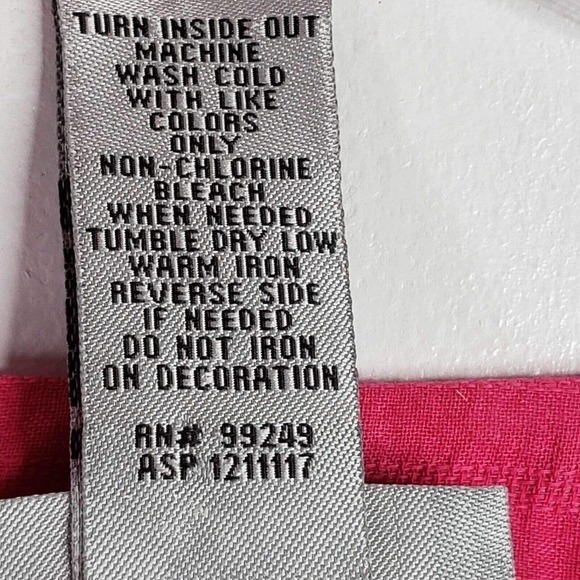 TURN INSIDE OUT
MACHINE
WASH COLD
WITH LIKE
COLORS
ONLY
NON-CHLORINE
BLEACH
WHEN NEEDED
TUMBLE DRY LOW
WARM IRON
REVERSE SIDE
IF NEEDED
DO NOT IRON
ON DECORATION
RN# 99249
ASP 1211117